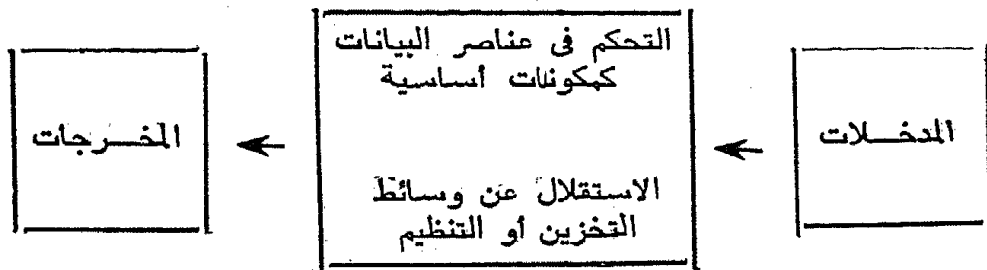 المدخلات
التحكم فى عناصر البيانات
كمكونات أساسية
الاستقلال عن وسائط
التخزين أو التنظيم
المخرجات